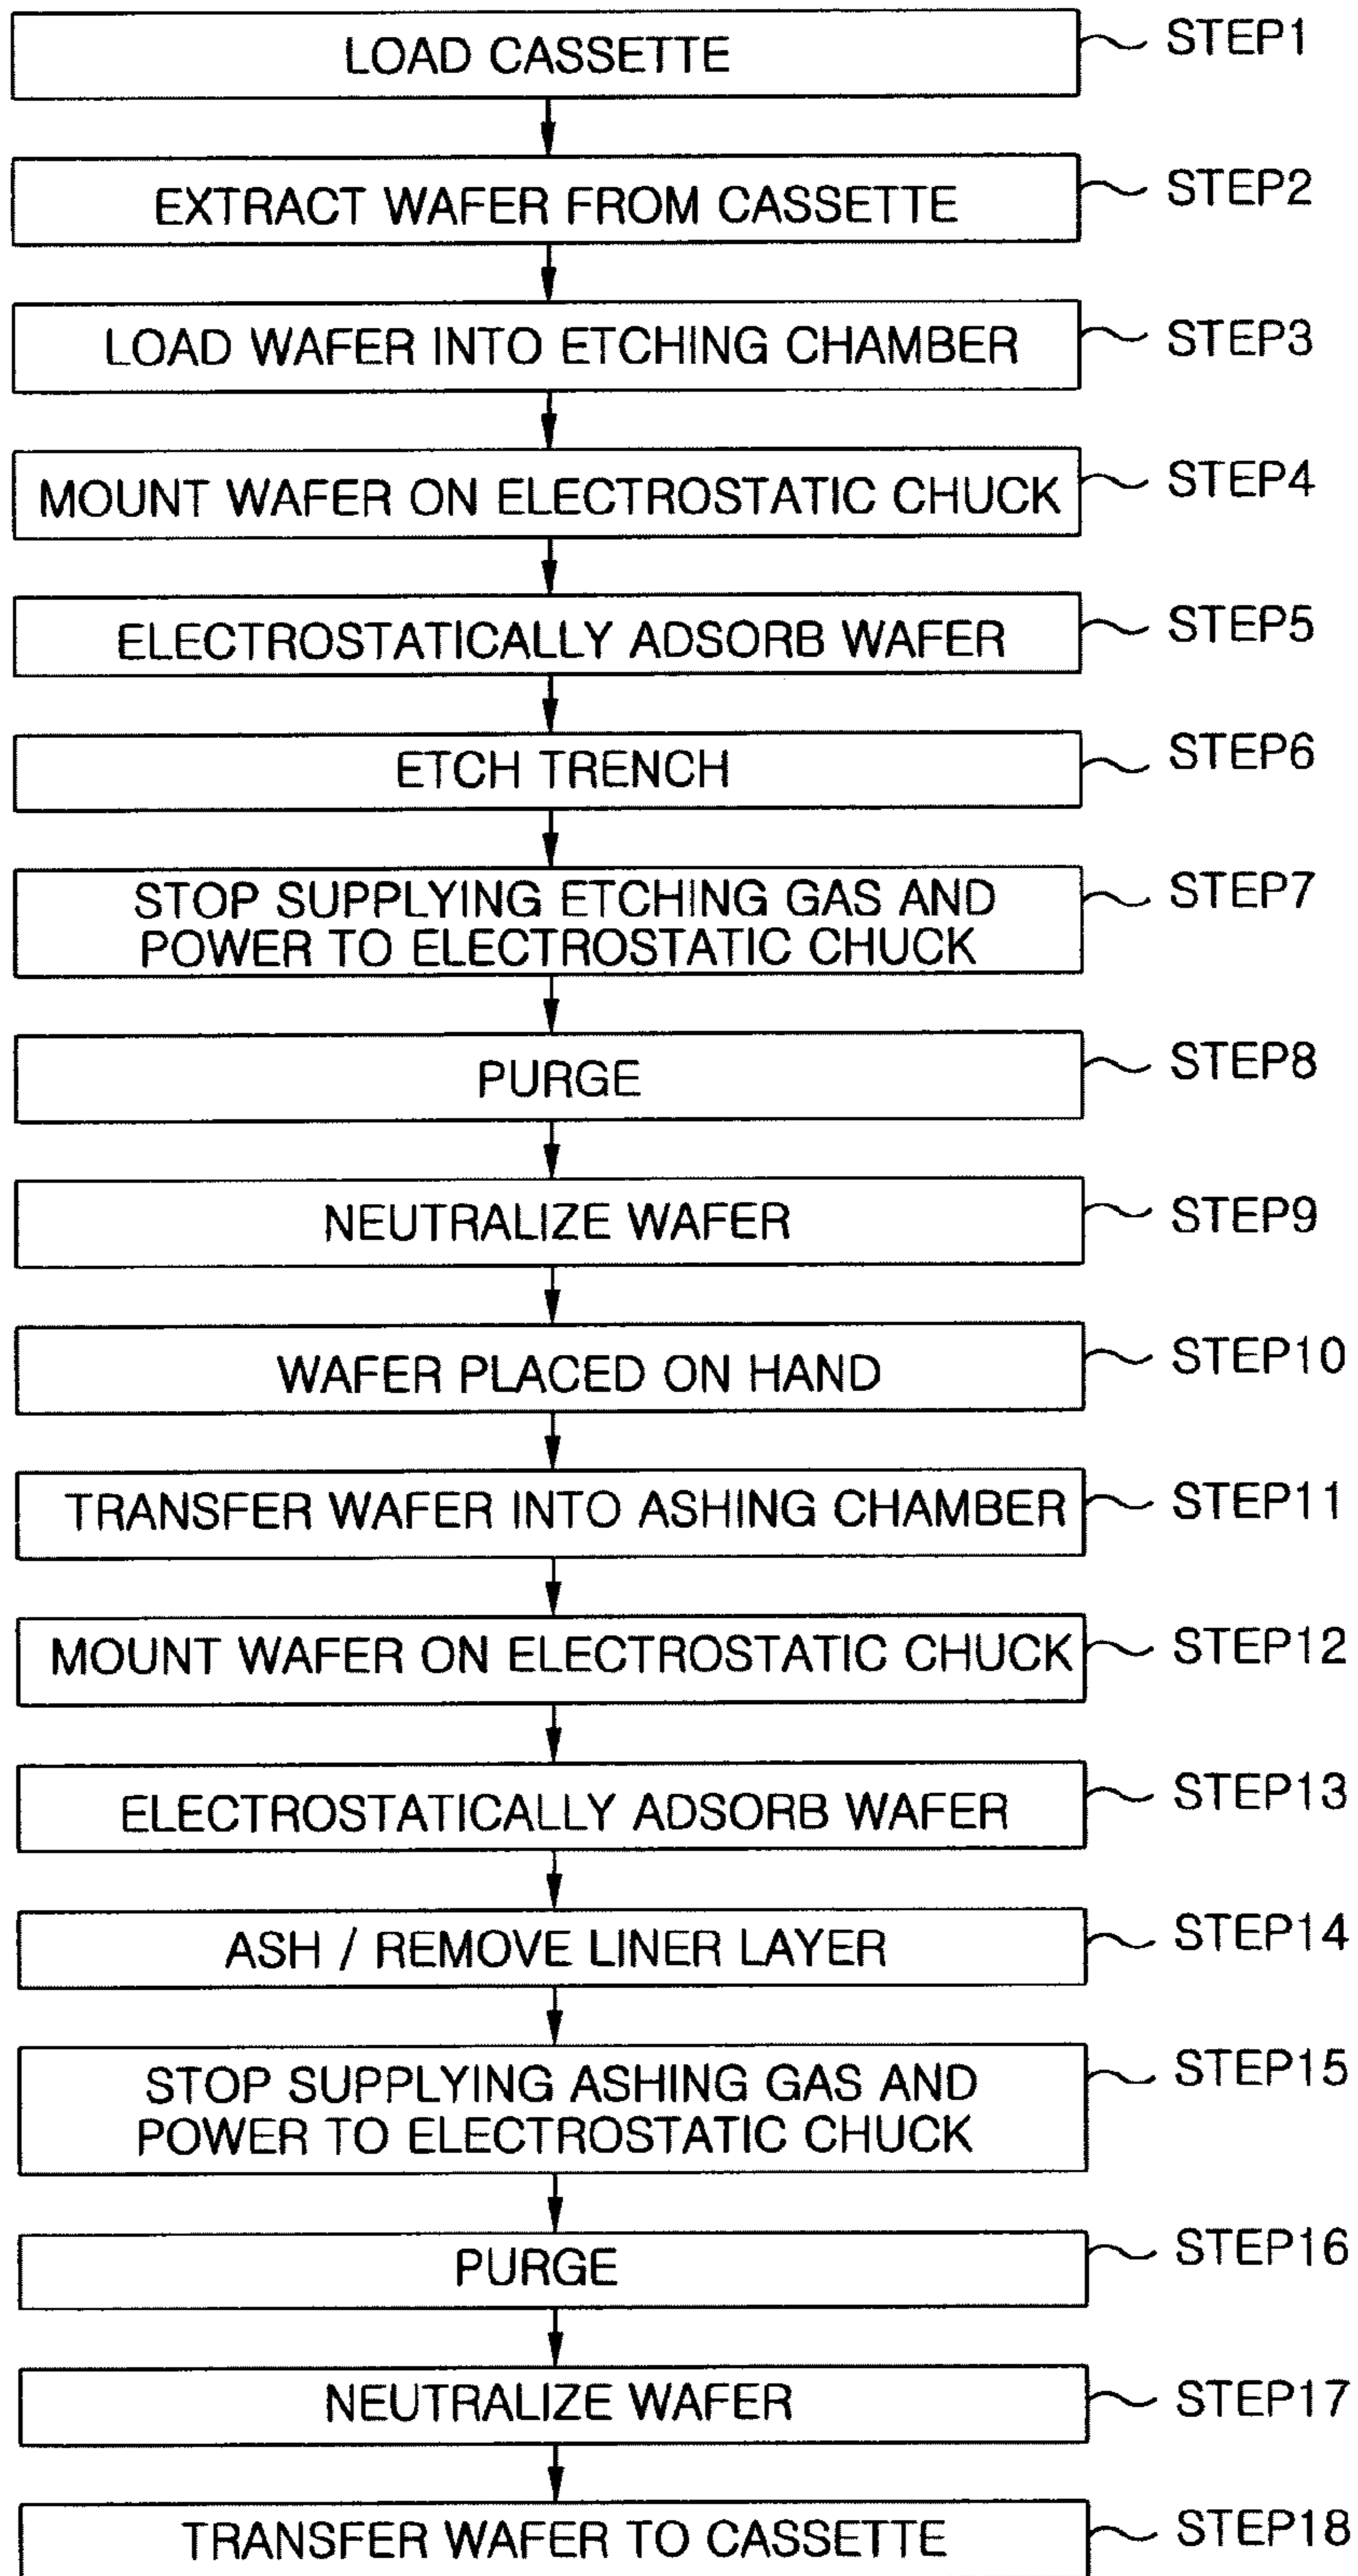 LOAD CASSETTE
STEP1
EXTRACT WAFER FROM CASSETTE
STEP2
LOAD WAFER INTO ETCHING CHAMBER
STEP3
MOUNT WAFER ON ELECTROSTATIC CHUCK
STEP4
ELECTROSTATICALLY ADSORB WAFER
STEP5
ETCH TRENCH
STEP6
STOP SUPPLYING ETCHING GAS AND
POWER TO ELECTROSTATIC CHUCK
STEP7
PURGE
STEP8
NEUTRALIZE WAFER
STEP9
WAFER PLACED ON HAND
STEP10
TRANSFER WAFER INTO ASHING CHAMBER
STEP11
MOUNT WAFER ON ELECTROSTATIC CHUCK
STEP12
ELECTROSTATICALLY ADSORB WAFER
STEP13
ASH / REMOVE LINER LAYER
STEP14
STOP SUPPLYING ASHING GAS AND
POWER TO ELECTROSTATIC CHUCK
STEP15
PURGE
STEP16
NEUTRALIZE WAFER
STEP17
TRANSFER WAFER TO CASSETTE
STEP18